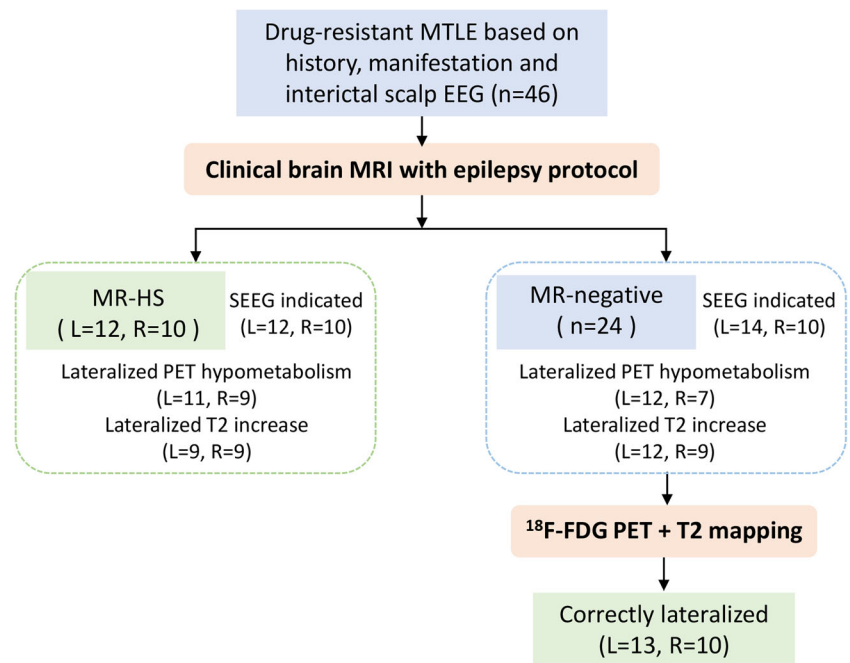 Drug-resistant MTLE based on
history, manifestation and
interictal scalp EEG (n=46)
Clinical brain MRI with epilepsy protocol
MR-HS
( L=12, R=10 )
SEEG indicated
(L=12, R=10)
Lateralized PET hypometabolism
(L=11, R=9)
Lateralized T2 increase
(L=9, R=9)
MR-negative
( n=24 )
SEEG indicated
(L=14, R=10)
Lateralized PET hypometabolism
(L=12, R=7)
Lateralized T2 increase
(L=12, R=9)
¹⁸F-FDG PET + T2 mapping
Correctly lateralized
(L=13, R=10)